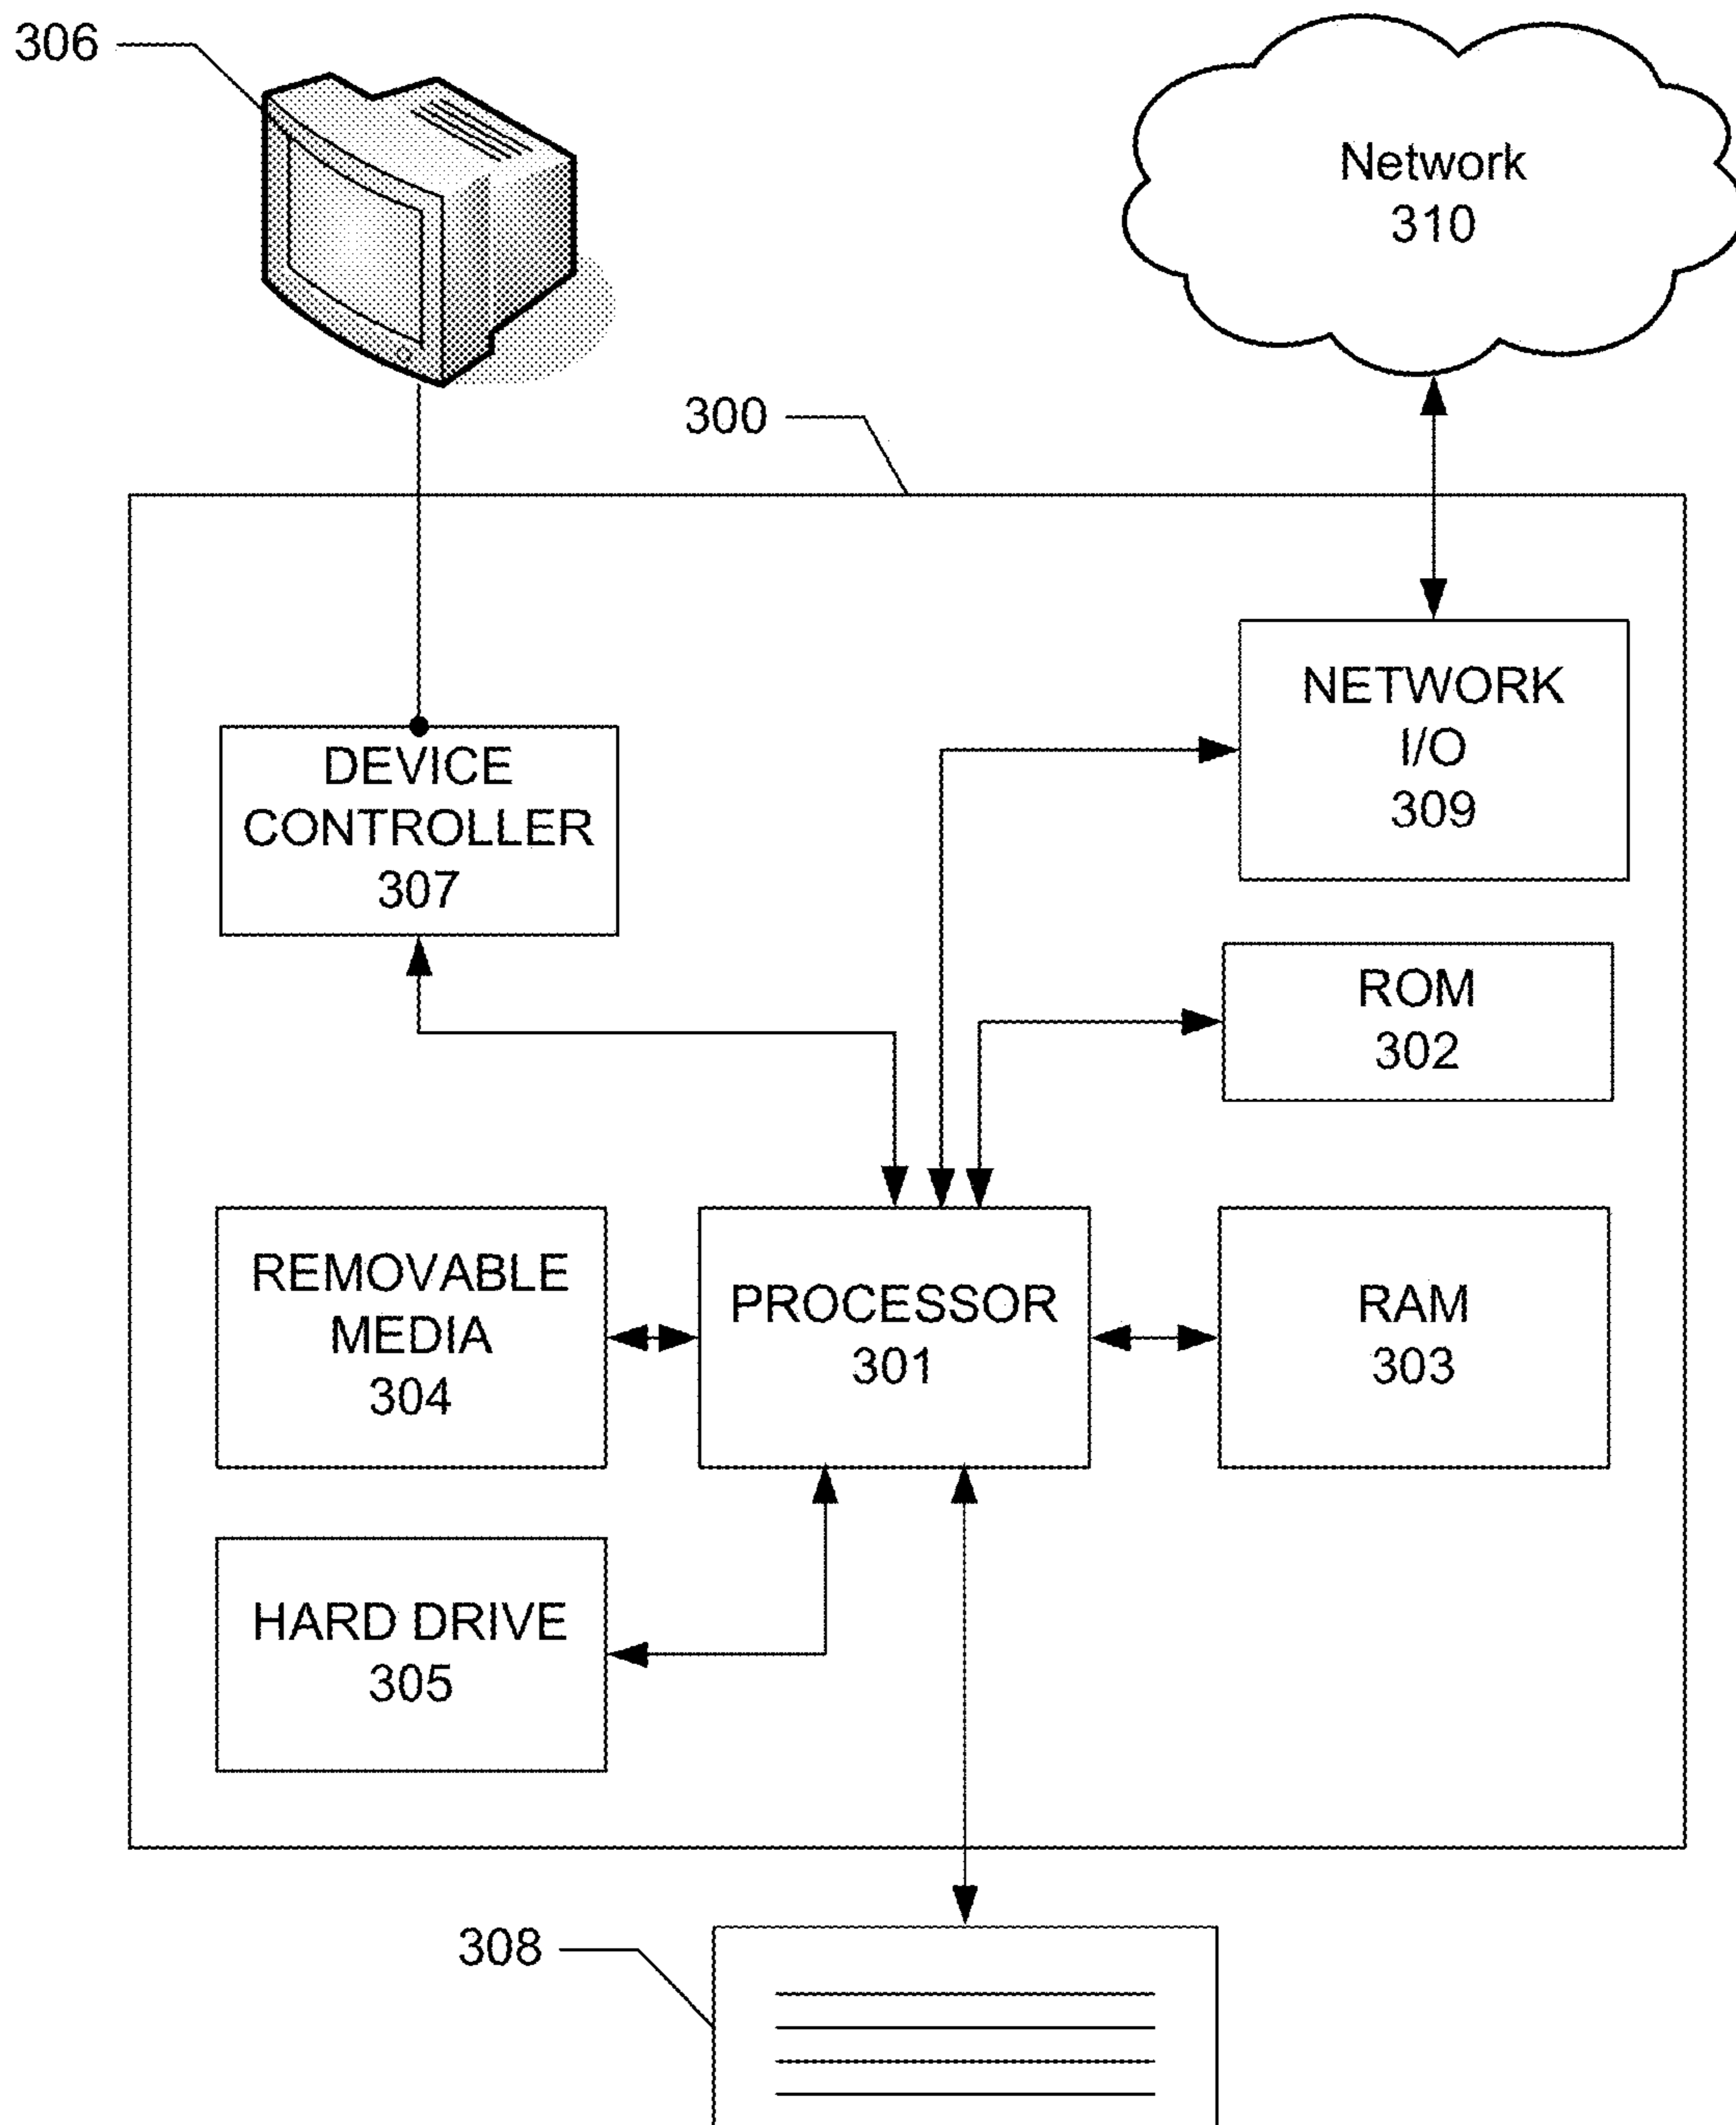 306
Network
310
300
NETWORK
I/O
309
DEVICE
CONTROLLER
307
ROM
302
REMOVABLE
MEDIA
304
PROCESSOR
301
RAM
303
HARD DRIVE
305
308